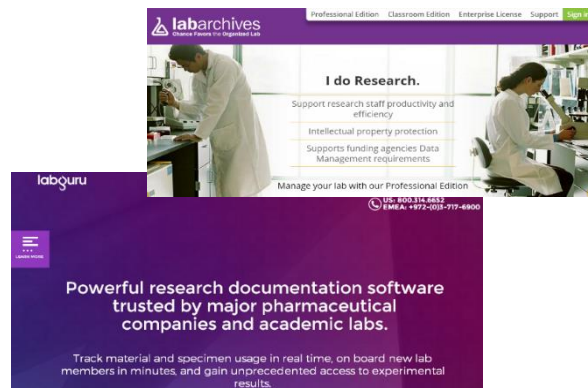 Professional Edition Classroom Edition Enterprise License Support Sign in
labarchives
Chance Favors the Organized Lab
I do Research.
Support research staff productivity and
efficiency
Intellectual property protection
Supports funding agencies Data
Management requirements
Manage your lab with our Professional Edition
labguru
US: 800.314.6652
EMEA: +972-(0)3-717-6900
LEARN MORE
Powerful research documentation software
trusted by major pharmaceutical
companies and academic labs.
Track material and specimen usage in real time, on board new lab
members in minutes, and gain unprecedented access to experimental
results.